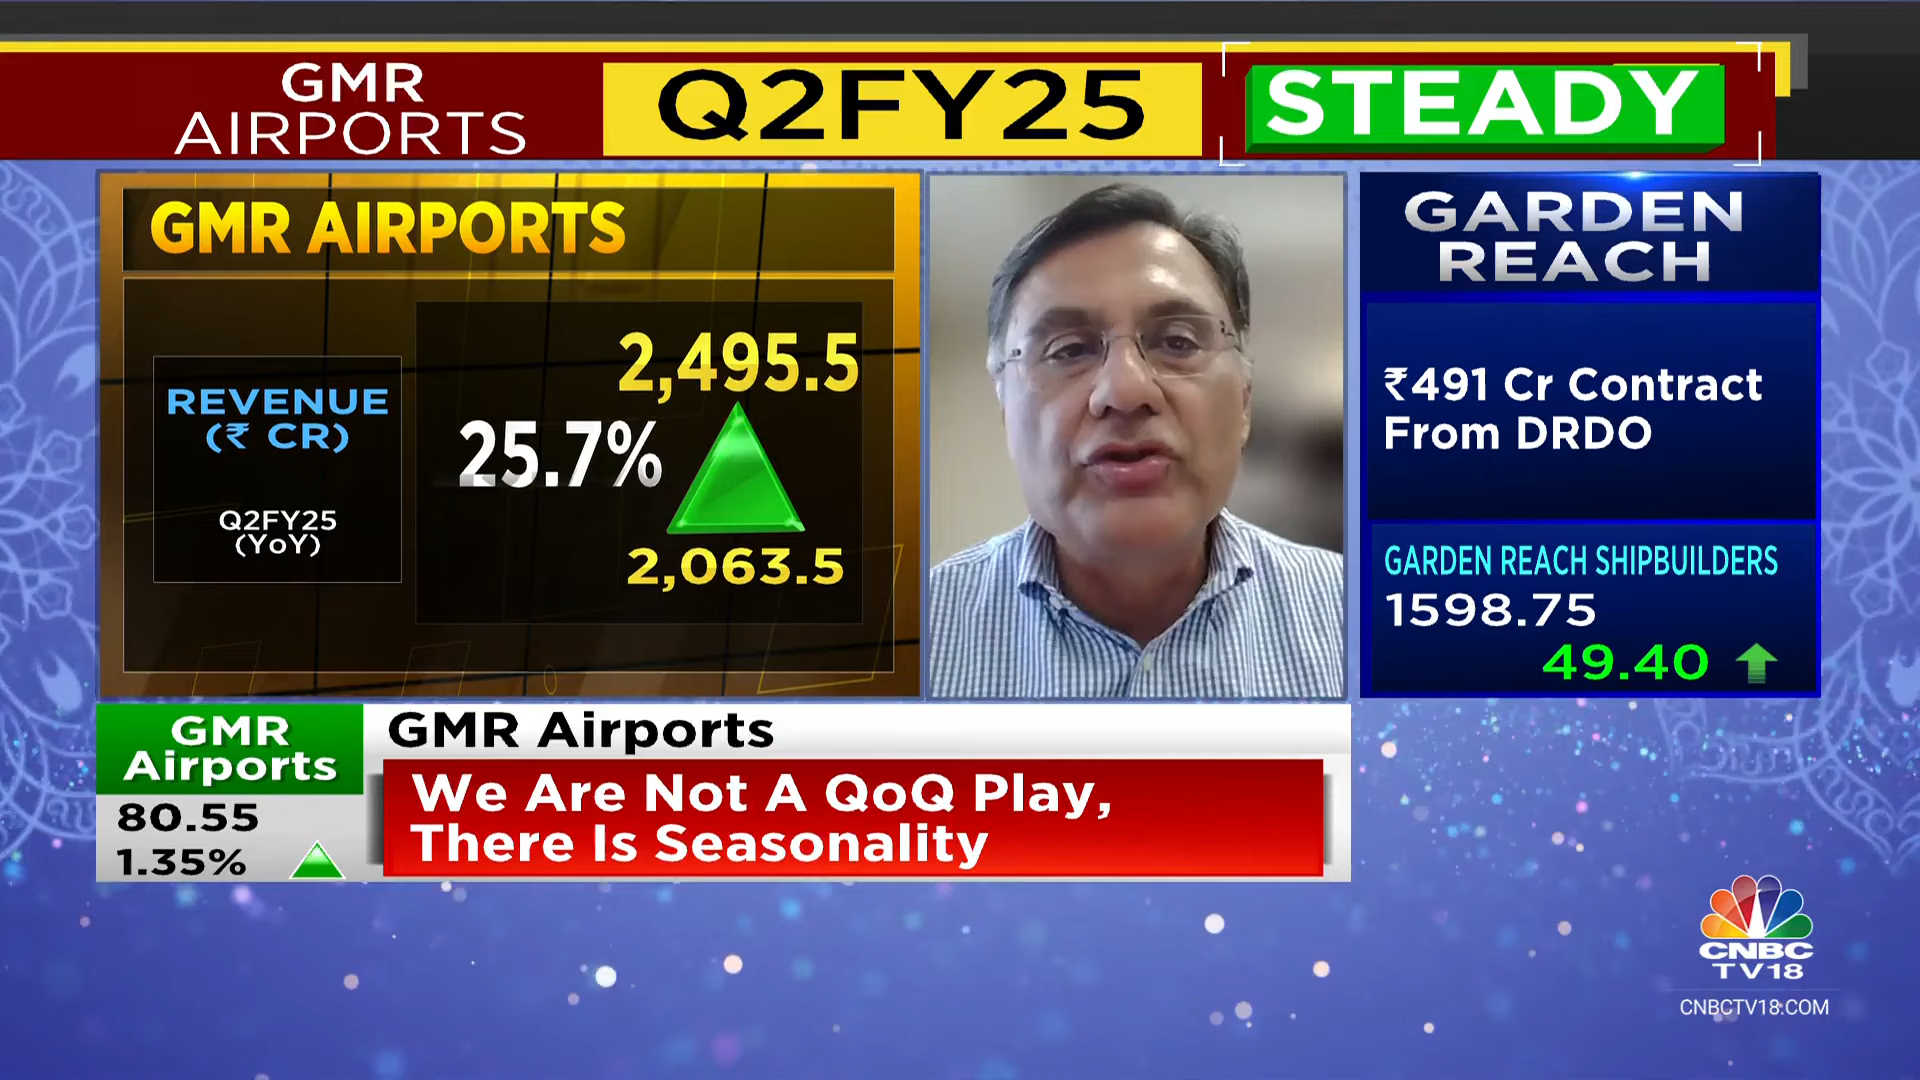 GMR
AIRPORTS
Q2FY25
STEADY
GMR AIRPORTS
REVENUE
(₹ CR)
Q2FY25
(YoY)
2,495.5
25.7%
2,063.5
GARDEN
REACH
₹491 Cr Contract
From DRDO
GARDEN REACH SHIPBUILDERS
1598.75
49.40
GMR
Airports
80.55
1.35%
GMR Airports
We Are Not A QoQ Play,
There Is Seasonality
CNBC
TV18
CNBCTV18.COM